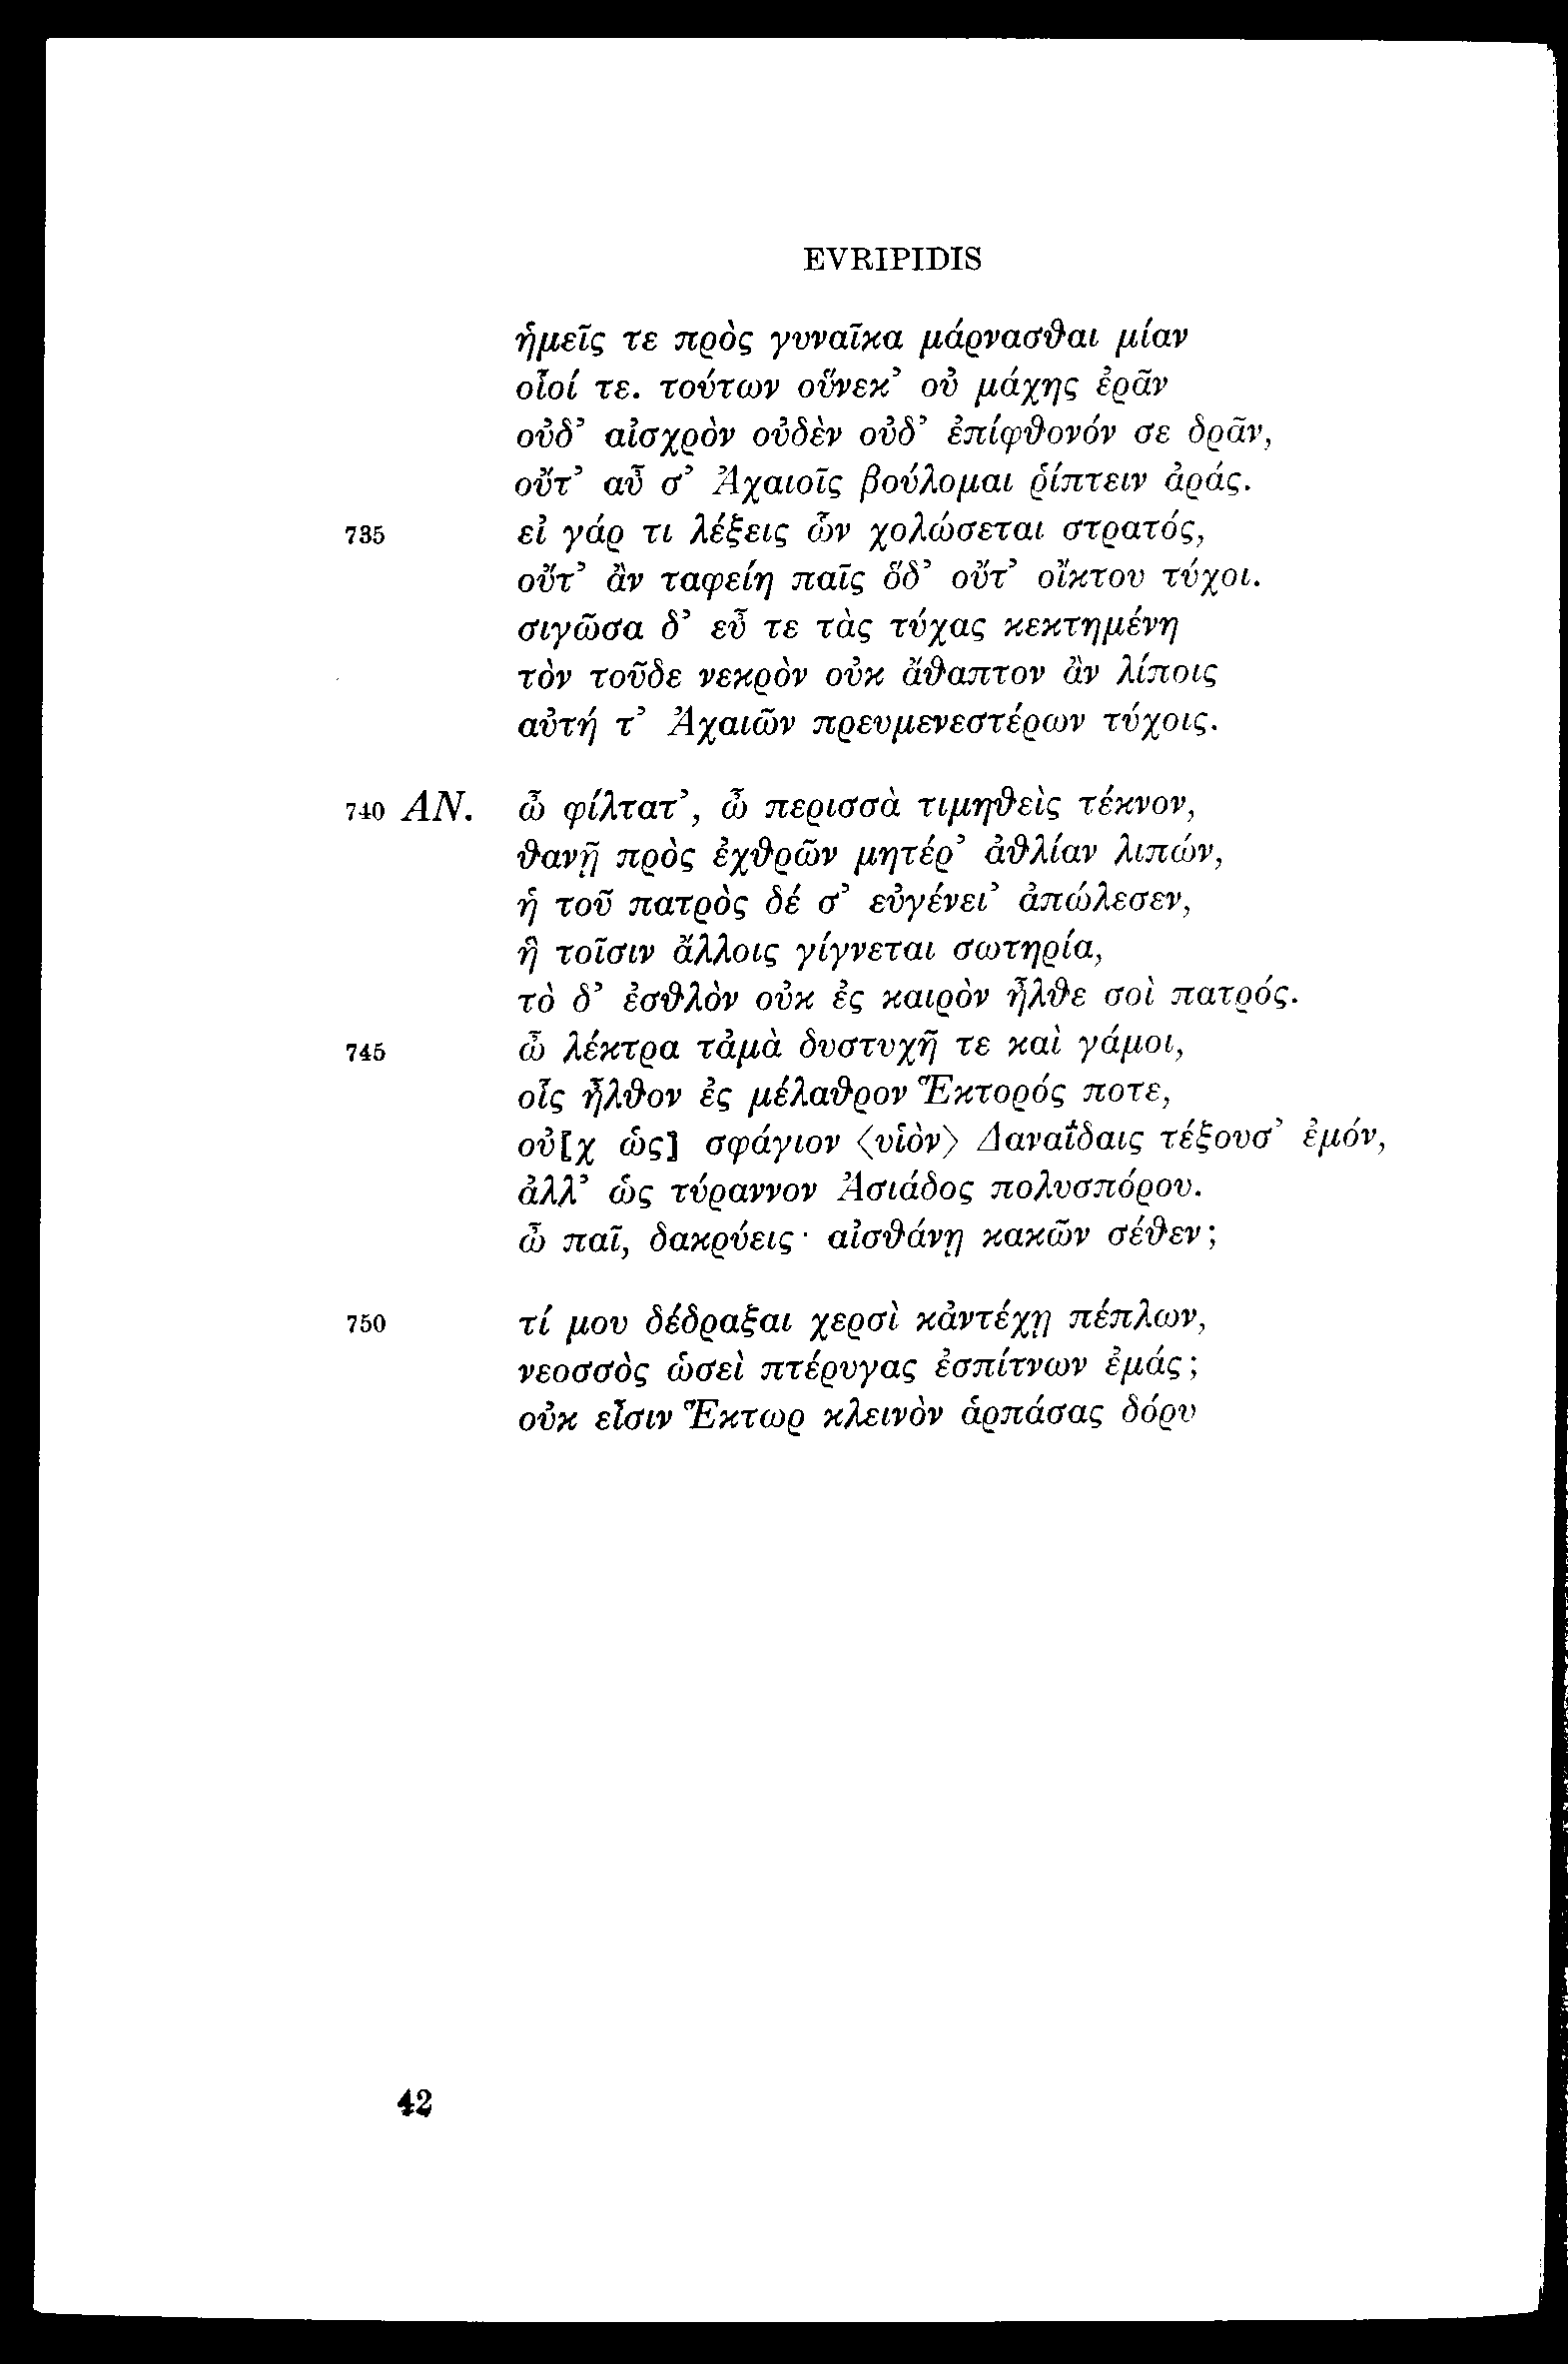 EVRIPIDIS
ἡμεῖς τε πρὸς γυναῖκα μάρνασθαι μίαν
οἷοί τε. τούτων οὕνεκ’ οὐ μάχης ἐρᾶν
οὐδ’ αἰσχρὸν οὐδὲν οὐδ’ ἐπίφθονόν σε δρᾶν,
οὔτ’ αὖ σ’ Ἀχαιοῖς βούλομαι ῥίπτειν ἀράς.
735 εἰ γάρ τι λέξεις ὧν χολώσεται στρατός,
οὔτ’ ἂν ταφείη παῖς ὅδ’ οὔτ’ οἴκτου τύχοι.
σιγῶσα δ’ εὖ τε τὰς τύχας κεκτημένη
τὸν τοῦδε νεκρὸν οὐκ ἄθαπτον ἂν λίποις
αὐτή τ’ Ἀχαιῶν πρευμενεστέρων τύχοις.
740 ΑΝ. ὦ φίλτατ’, ὦ περισσὰ τιμηθεὶς τέκνον,
θανῇ πρὸς ἐχθρῶν μητέρ’ ἀθλίαν λιπών,
ἡ τοῦ πατρὸς δέ σ’ εὐγένει’ ἀπώλεσεν,
ἣ τοῖσιν ἄλλοις γίγνεται σωτηρία,
τὸ δ’ ἐσθλὸν οὐκ ἐς καιρὸν ἦλθε σοὶ πατρός.
745 ὦ λέκτρα τἀμὰ δυστυχῆ τε καὶ γάμοι,
οἷς ἦλθον ἐς μέλαθρον Ἕκτορός ποτε,
οὐ[χ ὡς] σφάγιον 〈υἱὸν〉 Δαναΐδαις τέξουσ’ ἐμόν,
ἀλλ’ ὡς τύραννον Ἀσιάδος πολυσπόρου.
ὦ παῖ, δακρύεις· αἰσθάνῃ κακῶν σέθεν;
750 τί μου δέδραξαι χερσὶ κἀντέχῃ πέπλων,
νεοσσὸς ὡσεὶ πτέρυγας ἐσπίτνων ἐμάς;
οὐκ εἶσιν Ἕκτωρ κλεινὸν ἁρπάσας δόρυ
42